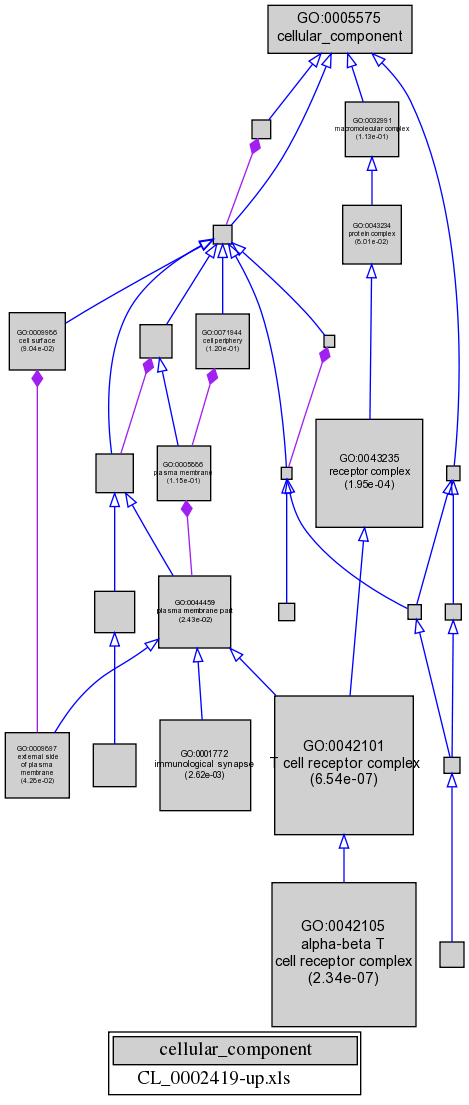 GO:0005575
cellular_component
GO:0032991
macromolecular complex
(1.13e-01)
GO:0043234
protein complex
(6.01e-02)
GO:0009986
cell surface
(9.04e-02)
GO:0071944
cell periphery
(1.20e-01)
GO:0005886
plasma membrane
(1.15e-01)
GO:0043235
receptor complex
(1.95e-04)
GO:0044459
plasma membrane part
(2.43e-02)
GO:0009897
external side
of plasma
membrane
(4.26e-02)
GO:0001772
immunological synapse
(2.62e-03)
GO:0042101
T cell receptor complex
(6.54e-07)
GO:0042105
alpha-beta T
cell receptor complex
(2.34e-07)
cellular_component
CL_0002419-up.xls